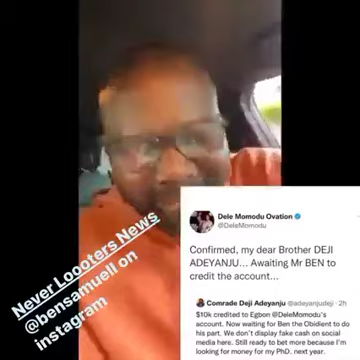 Never Loooters News
@bensamuell on
instagram
Dele Momodu Ovation
@DeleMomodu
Confirmed, my dear Brother DEJI
ADEYANJU... Awaiting Mr BEN to
credit the account...
Comrade Deji Adeyanju @adeyanjudeji · 2h
$10k credited to Egbon @DeleMomodu's
account. Now waiting for Ben the Obidient to do
his part. We don't display fake cash on social
media here. Still ready to bet more because I'm
looking for money for my PhD. next year.